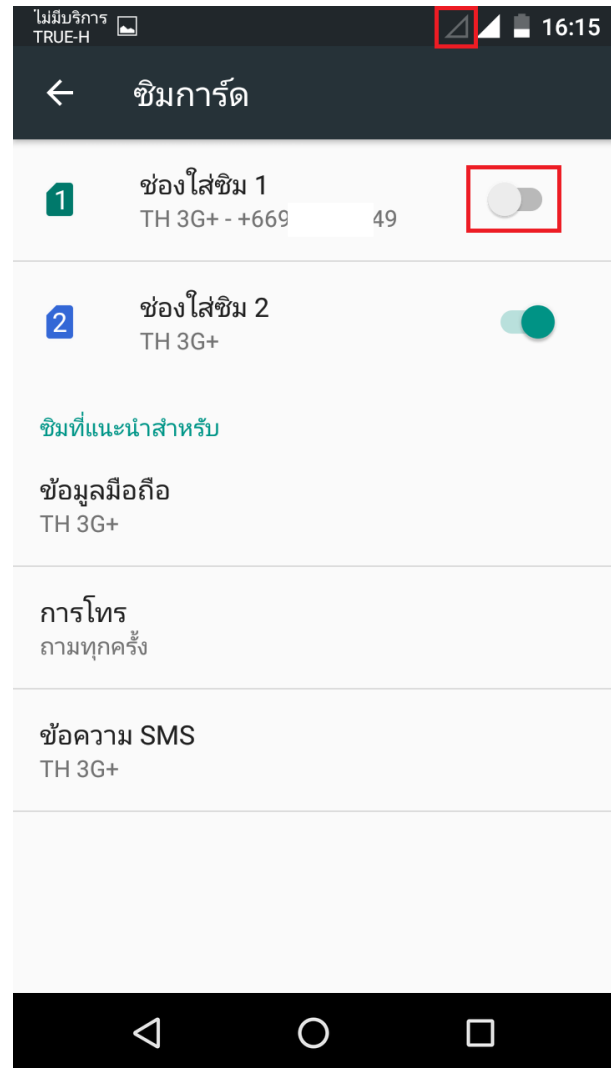 ไม่มีบริการ
TRUE-H
16:15
ซิมการ์ด
1
ช่องใส่ซิม 1
TH 3G+ - +669 49
2
ช่องใส่ซิม 2
TH 3G+
ซิมที่แนะนำสำหรับ
ข้อมูลมือถือ
TH 3G+
การโทร
ถามทุกครั้ง
ข้อความ SMS
TH 3G+